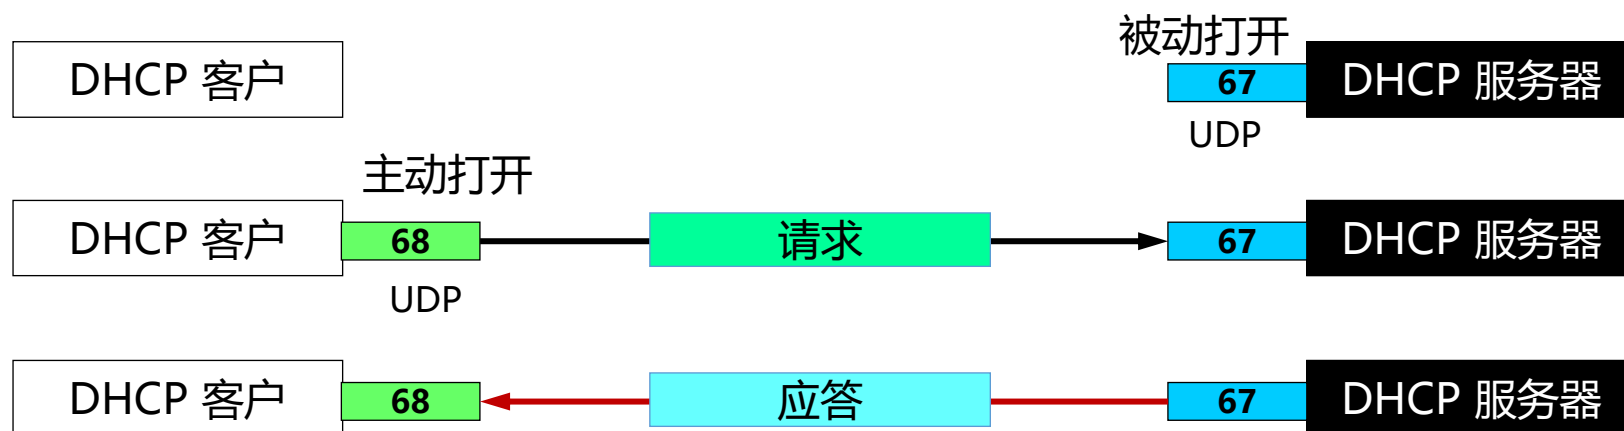 被动打开
DHCP 客户
67
DHCP 服务器
UDP
主动打开
DHCP 客户
68
请求
67
DHCP 服务器
UDP
DHCP 客户
68
应答
67
DHCP 服务器